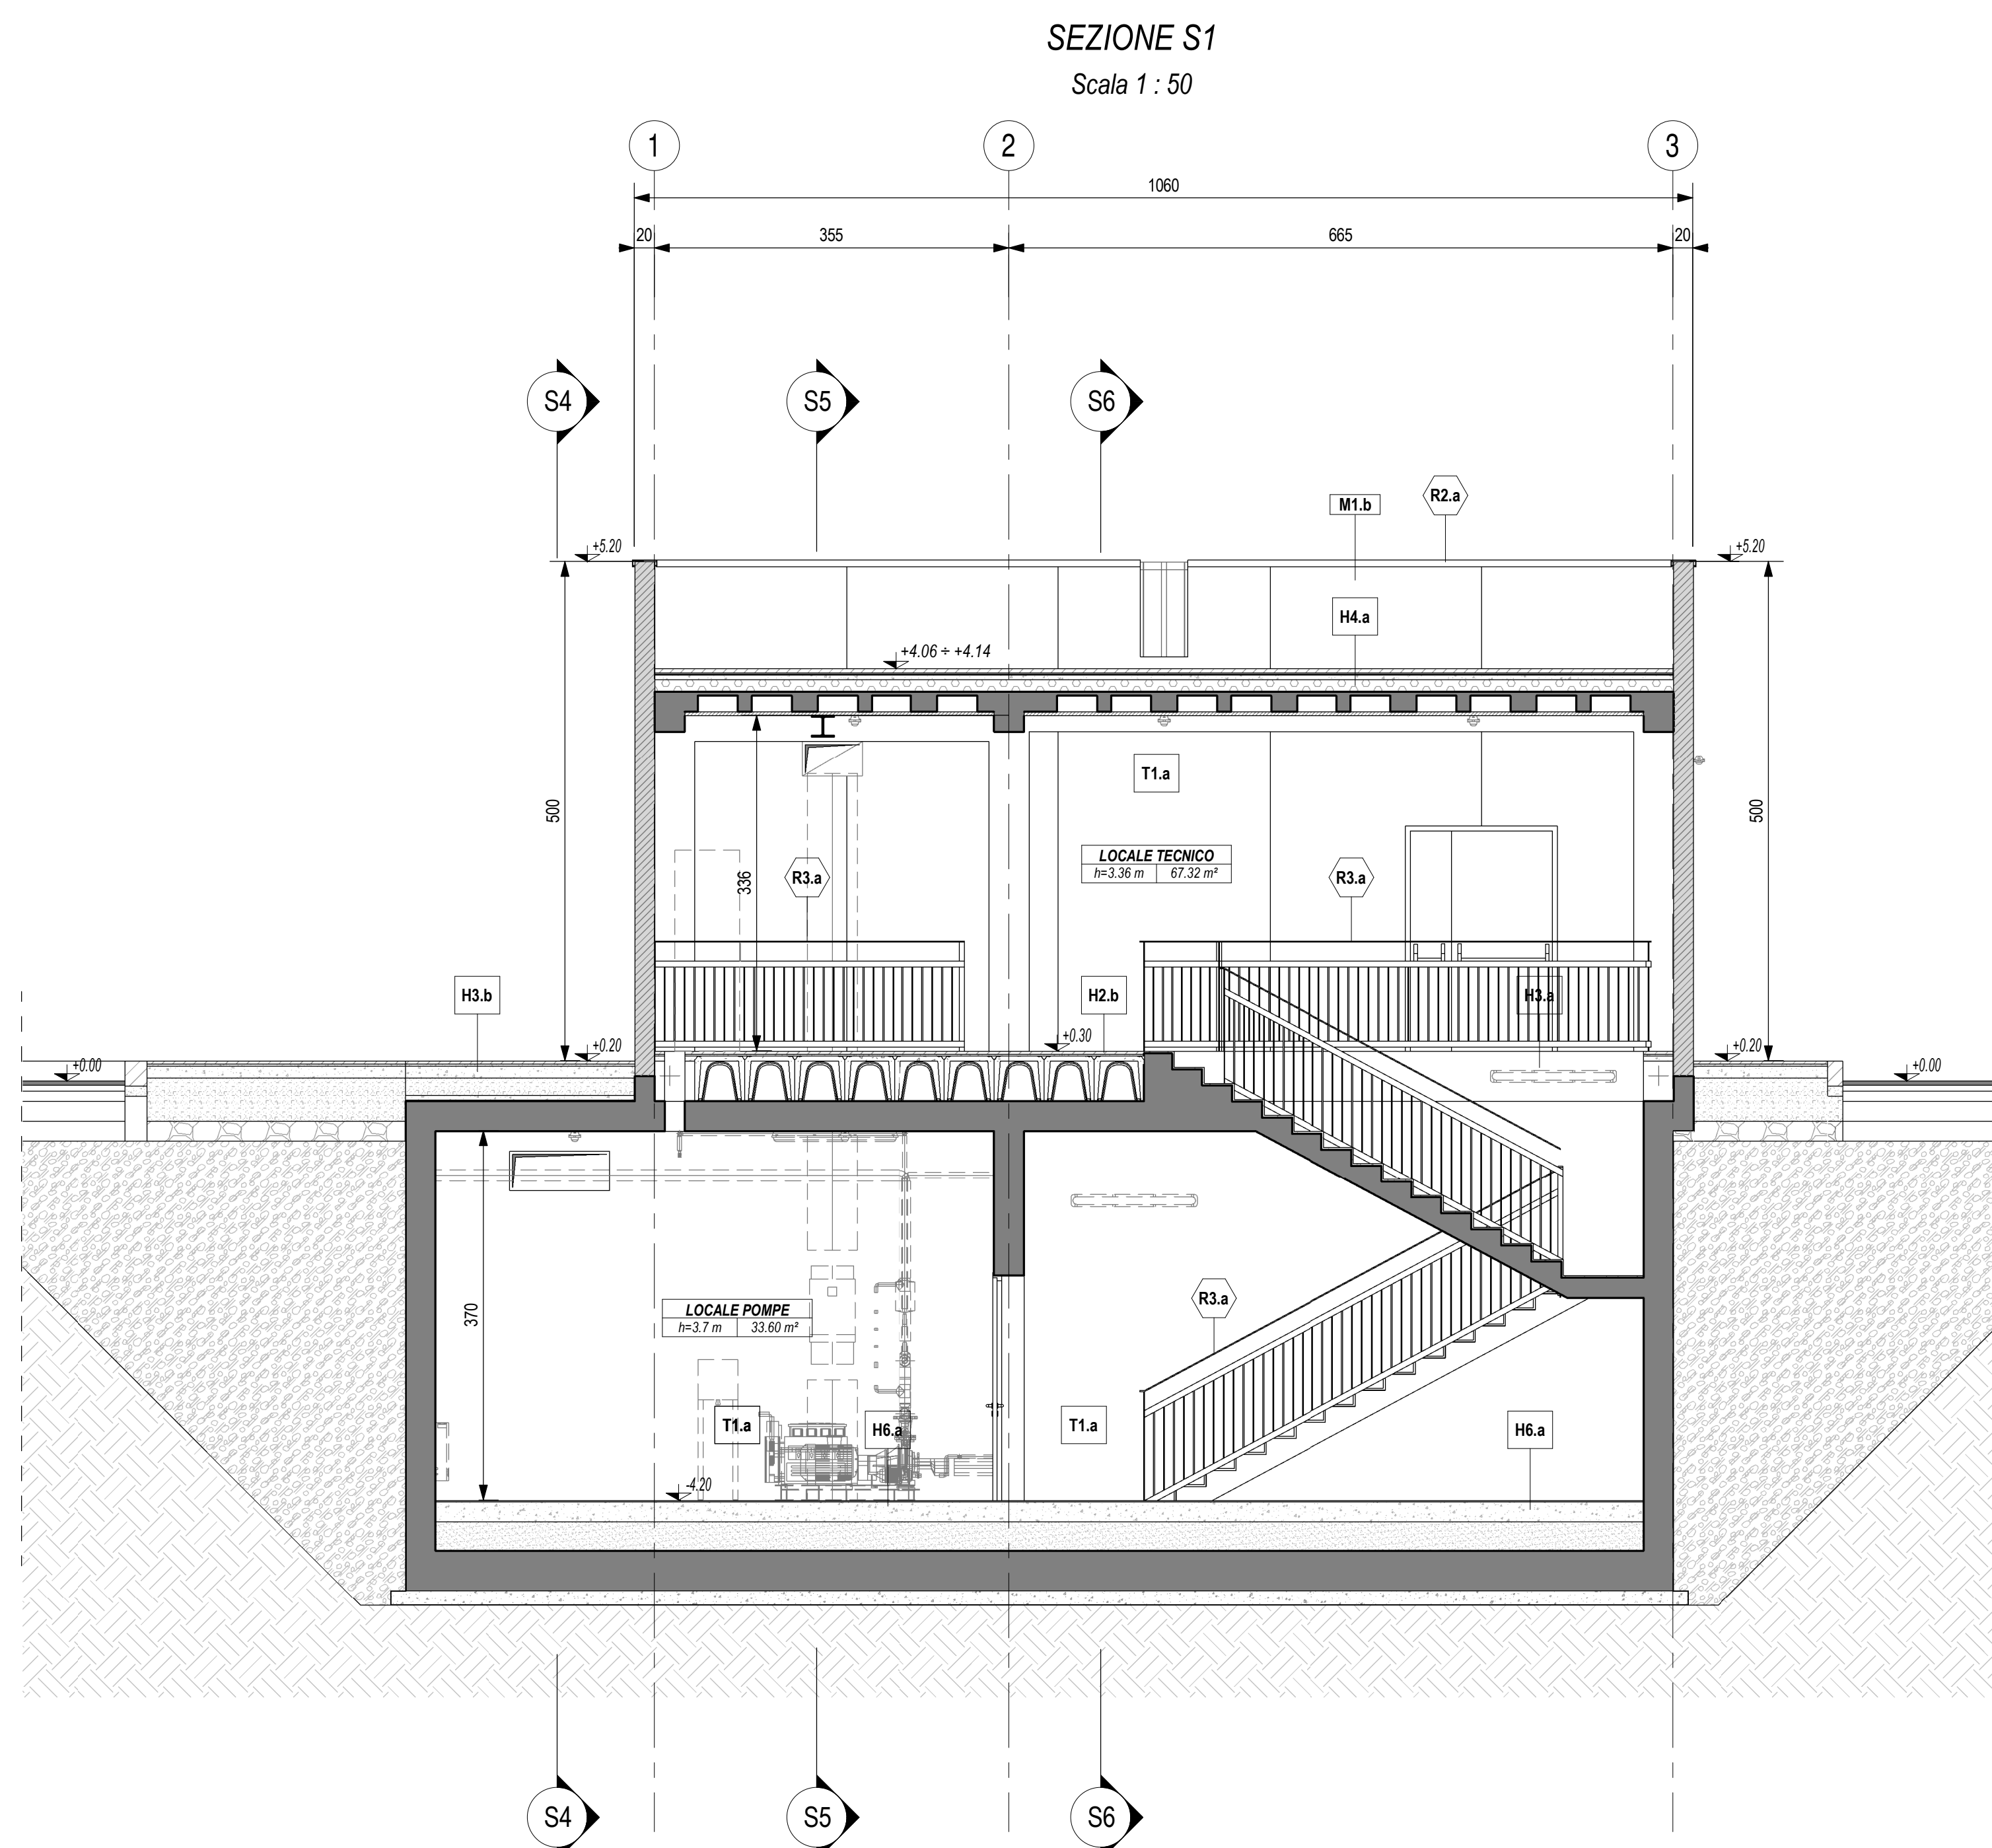 SEZIONE S1
Scala 1 : 50
1
2
3
1060
20
355
665
20
S4
S5
S6
M1.b
R2.a
+5.20
+5.20
H4.a
+4.06 ÷ +4.14
T1.a
500
500
336
LOCALE TECNICO
h=3.36 m
67.32 m²
R3.a
R3.a
H3.b
H2.b
H3.a
+0.30
+0.20
+0.20
+0.00
+0.00
370
LOCALE POMPE
h=3.7 m
33.60 m²
R3.a
T1.a
H6.a
T1.a
H6.a
-4.20
S4
S5
S6